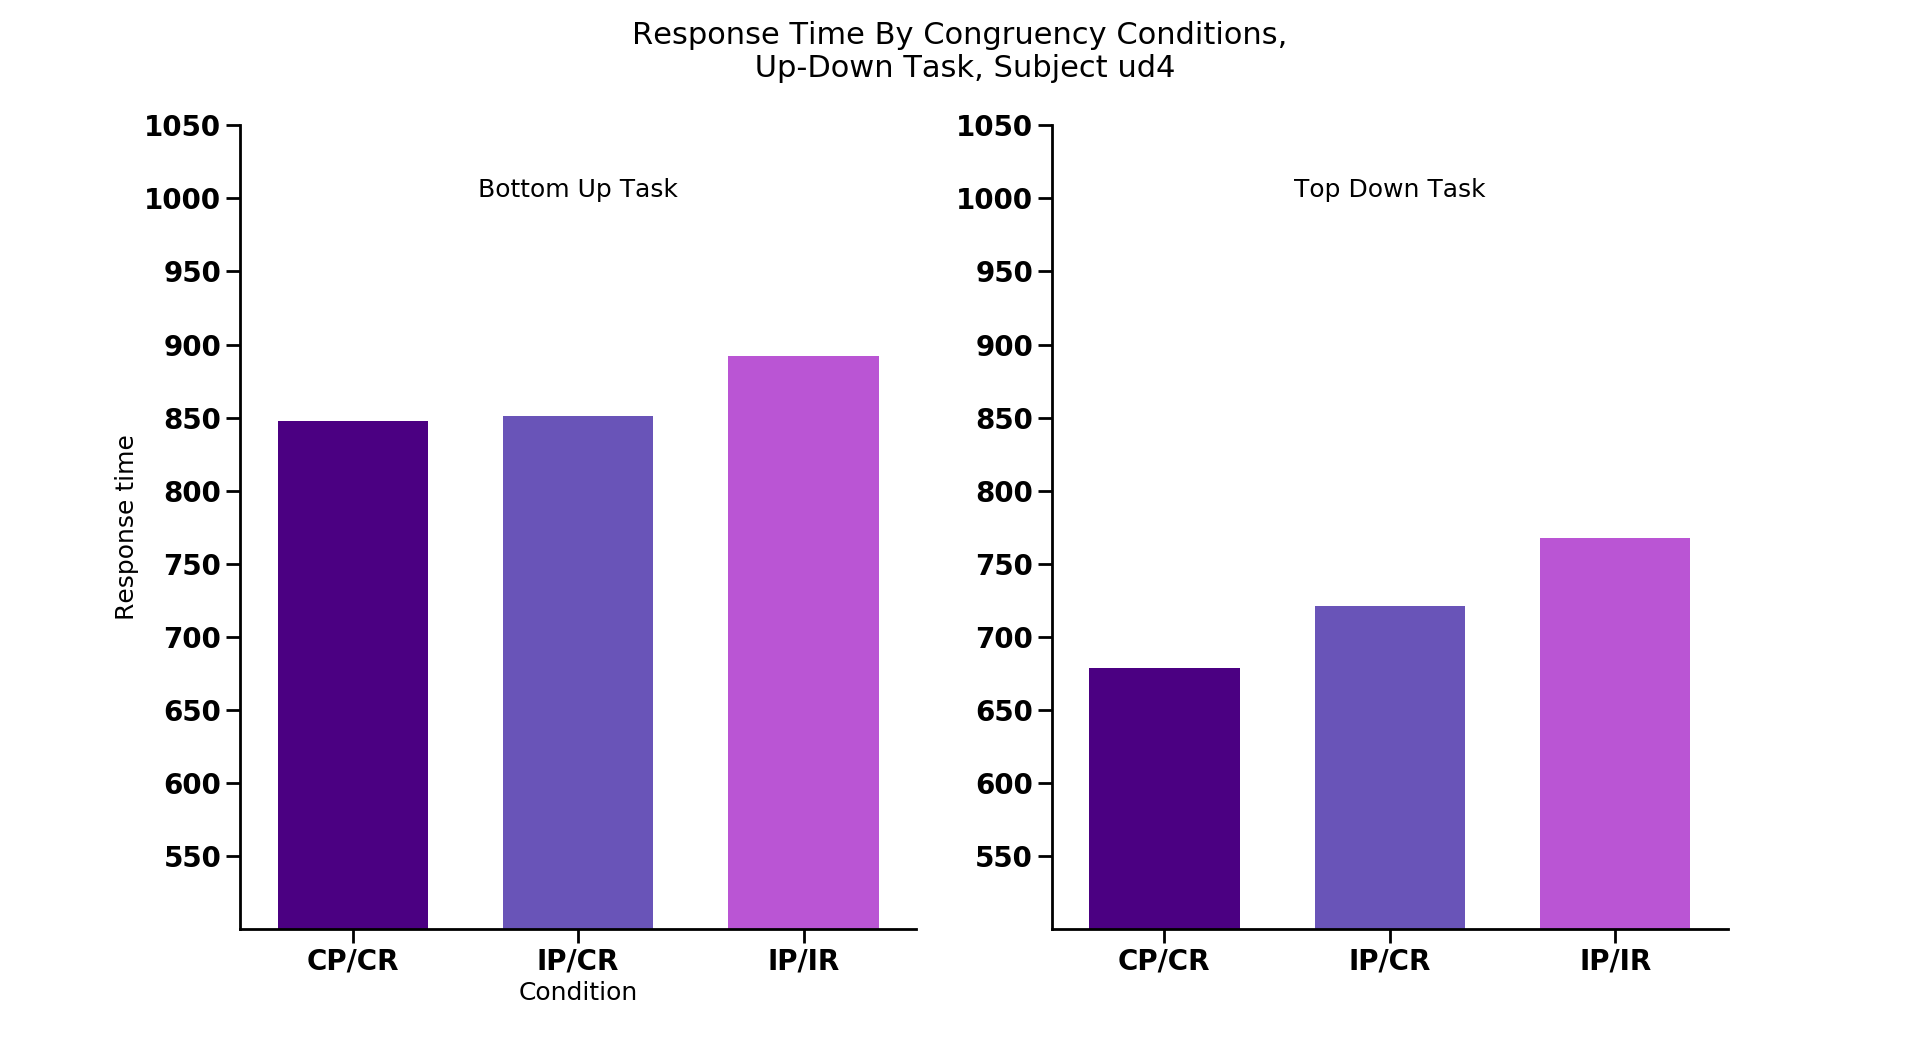 Response Time By Congruency Conditions,
Up-Down Task, Subject ud4
Bottom Up Task
1050
1000
950
900
850
800
750
700
650
600
550
Response time
CP/CR
IP/CR
IP/IR
Condition
Top Down Task
1050
1000
950
900
850
800
750
700
650
600
550
CP/CR
IP/CR
IP/IR